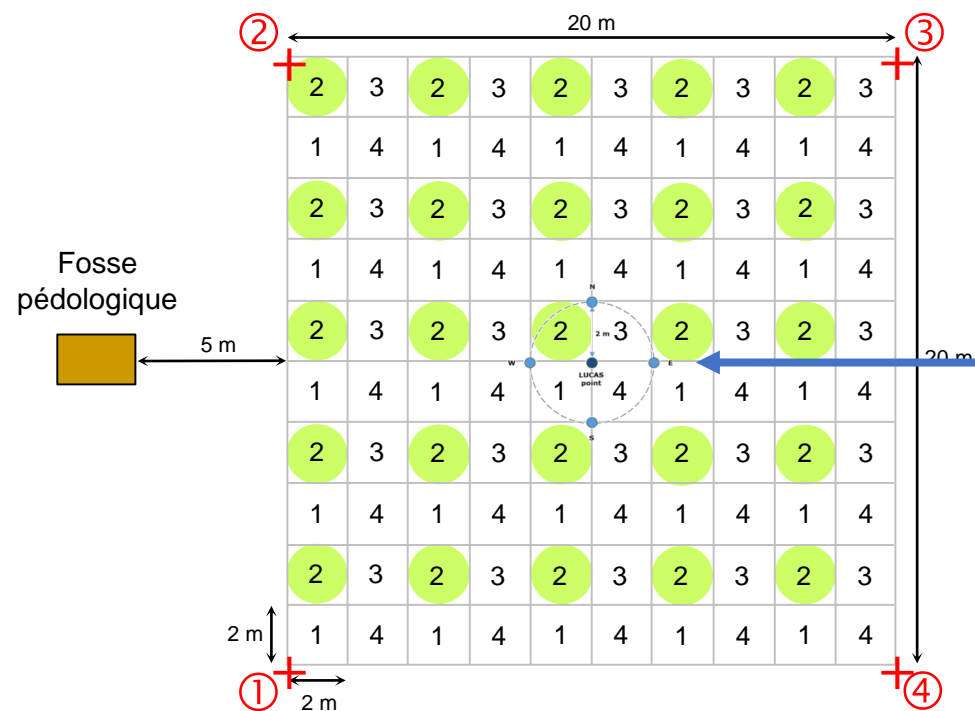 ② 20 m ③
2 3 2 3 2 3 2 3 2 3
1 4 1 4 1 4 1 4 1 4
2 3 2 3 2 3 2 3 2 3
Fosse
pédologique
1 4 1 4 1 4 1 4 1 4
N
2 3 2 3 2 3 2 3 2 3
2 m
5 m
W
E
20 m
LUCAS
point
1 4 1 4 1 4 1 4 1 4
S
2 3 2 3 2 3 2 3 2 3
1 4 1 4 1 4 1 4 1 4
2 3 2 3 2 3 2 3 2 3
2 m
1 4 1 4 1 4 1 4 1 4
① ④
2 m